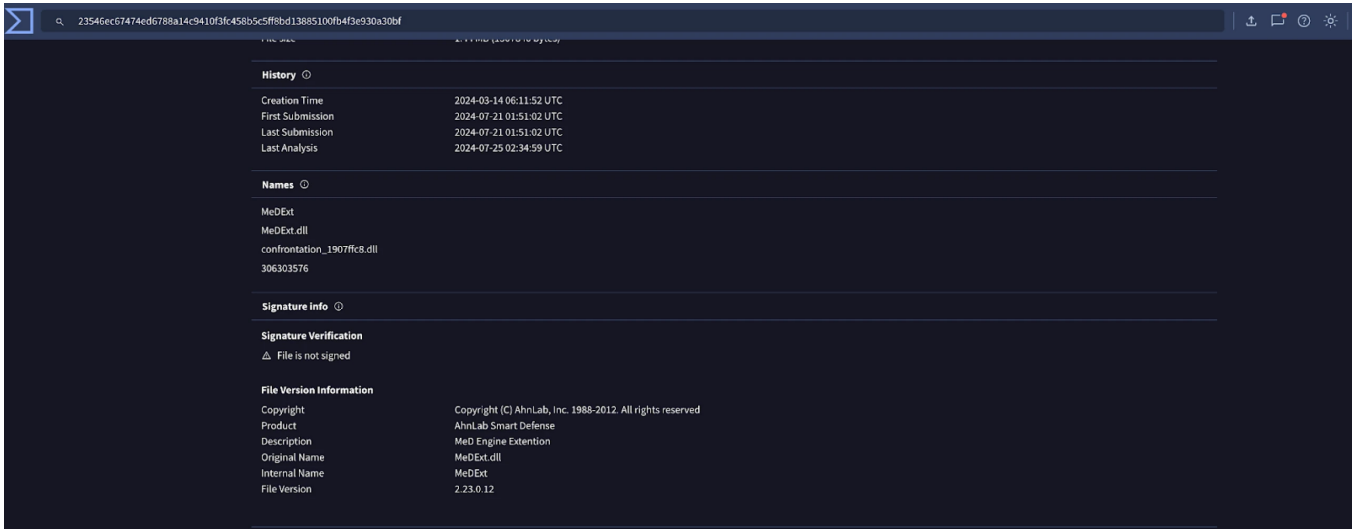 23546ec67474ed6788a14c9410f3fc458b5c5ff8bd13885100fb4f3e930a30bf
File size
History
Creation Time 2024-03-14 06:11:52 UTC
First Submission 2024-07-21 01:51:02 UTC
Last Submission 2024-07-21 01:51:02 UTC
Last Analysis 2024-07-25 02:34:59 UTC
Names
MeDExt
MeDExt.dll
confrontation_1907ffc8.dll
306303576
Signature info
Signature Verification
File is not signed
File Version Information
Copyright Copyright (C) AhnLab, Inc. 1988-2012. All rights reserved
Product AhnLab Smart Defense
Description MeD Engine Extention
Original Name MeDExt.dll
Internal Name MeDExt
File Version 2.23.0.12